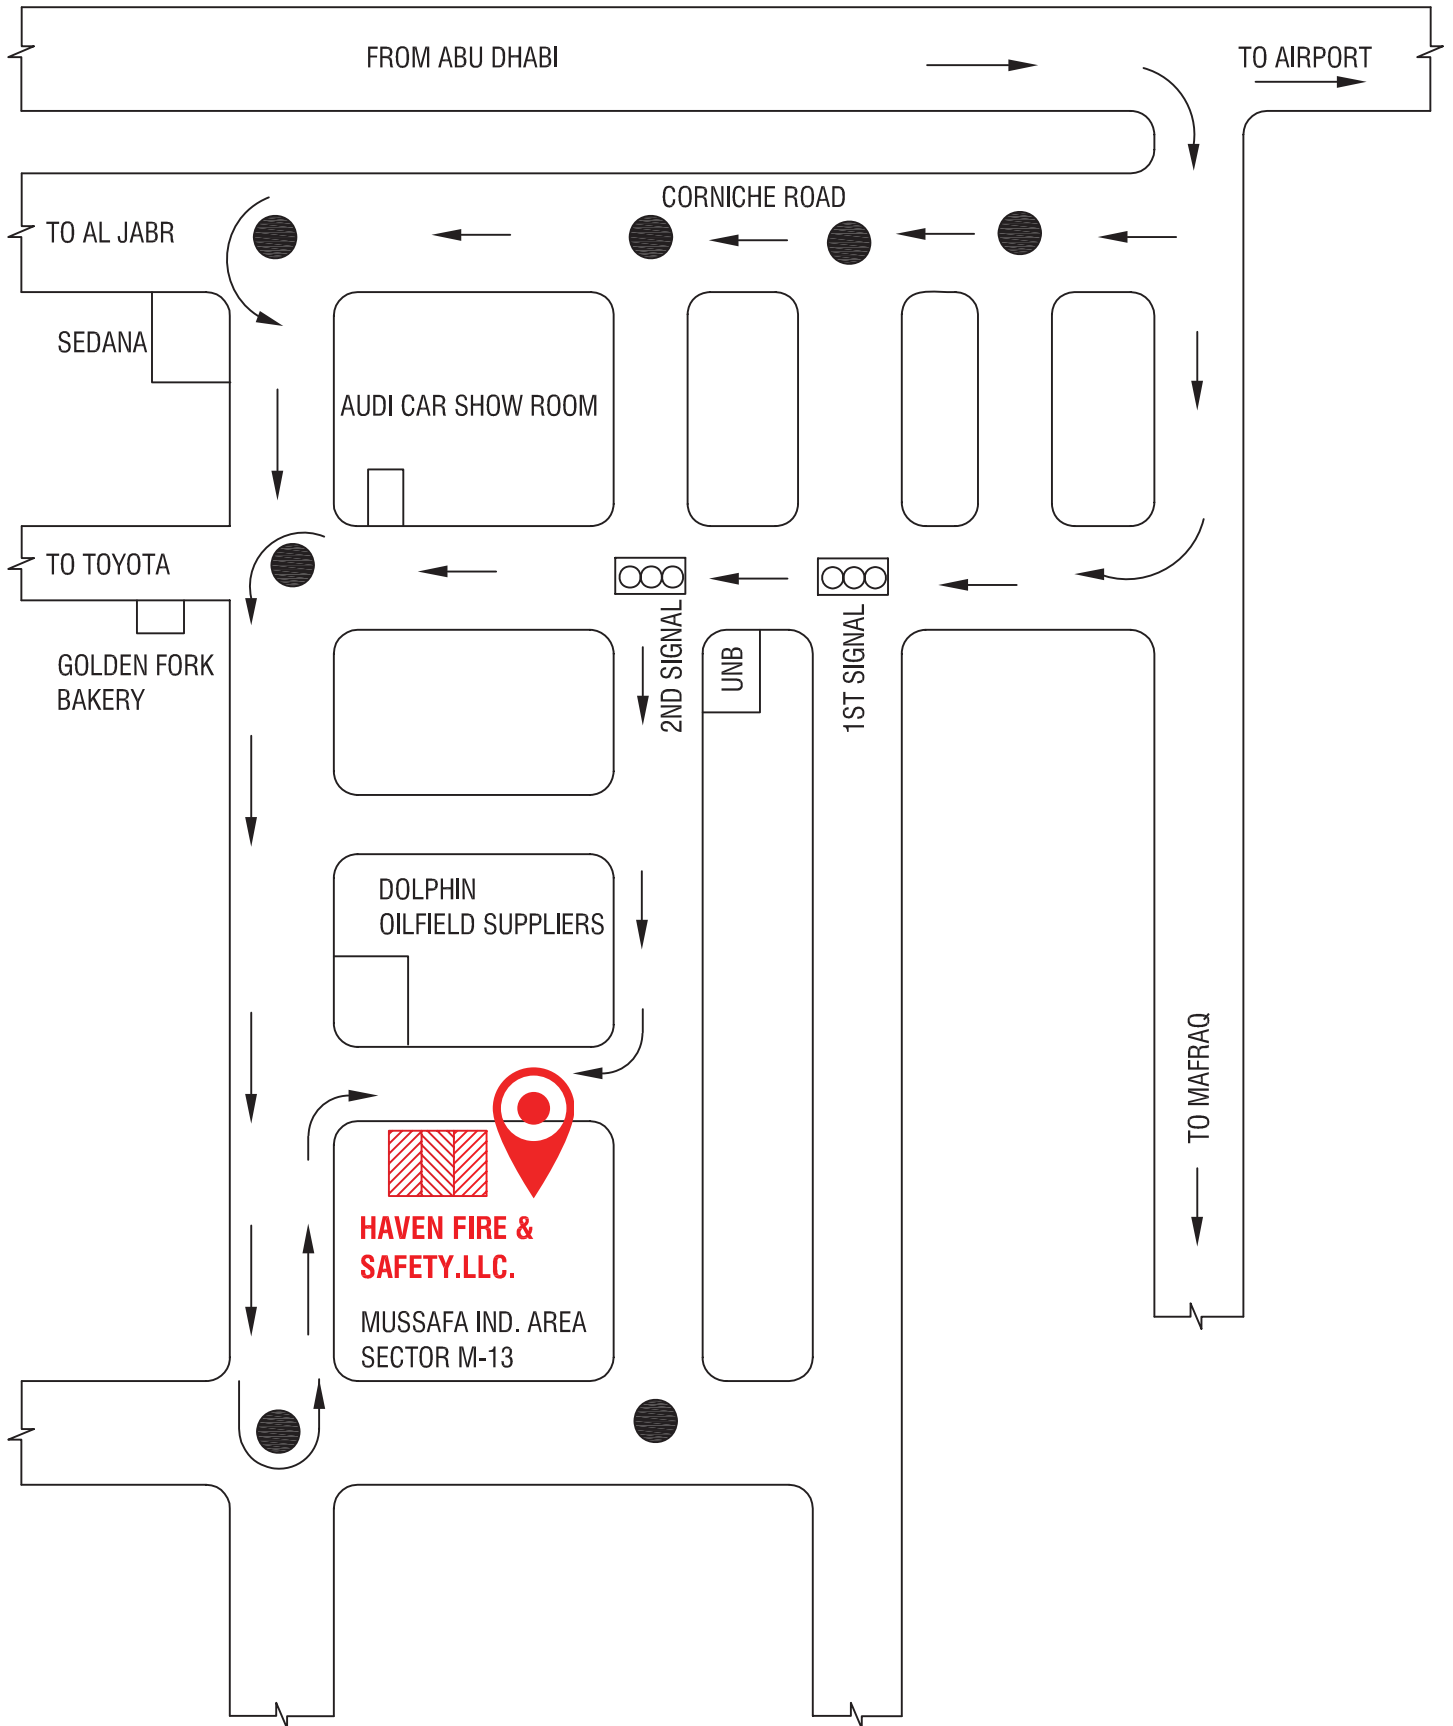 FROM ABU DHABI
TO AIRPORT
CORNICHE ROAD
TO AL JABR
SEDANA
AUDI CAR SHOW ROOM
TO TOYOTA
GOLDEN FORK
BAKERY
2ND SIGNAL
UNB
1ST SIGNAL
DOLPHIN
OILFIELD SUPPLIERS
TO MAFRAQ
HAVEN FIRE &
SAFETY.LLC.
MUSSAFA IND. AREA
SECTOR M-13